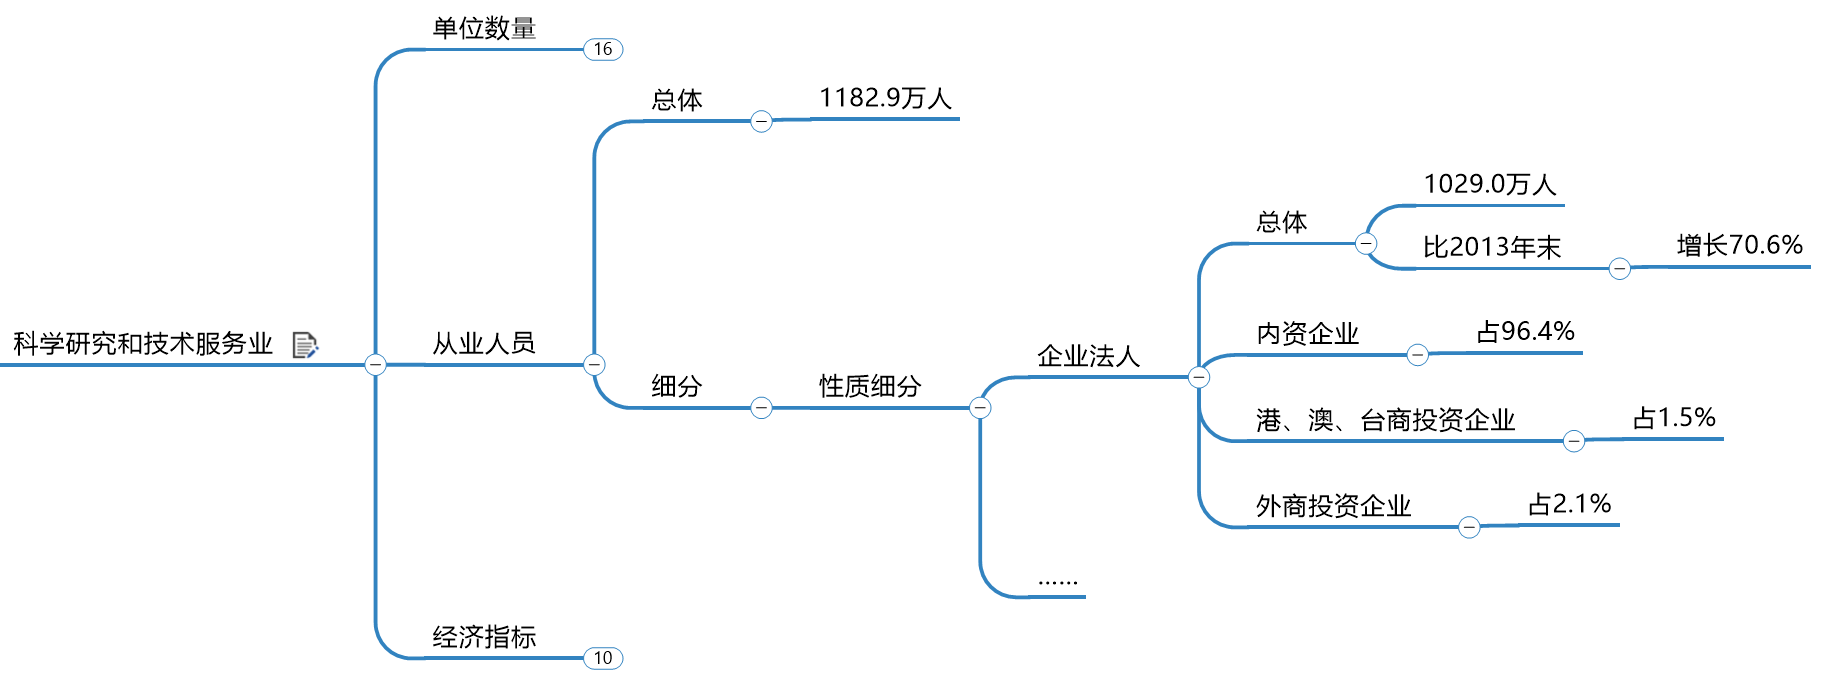 科学研究和技术服务业
单位数量
16
从业人员
总体
1182.9万人
细分
性质细分
企业法人
总体
1029.0万人
比2013年末
增长70.6%
内资企业
占96.4%
港、澳、台商投资企业
占1.5%
外商投资企业
占2.1%
......
经济指标
10